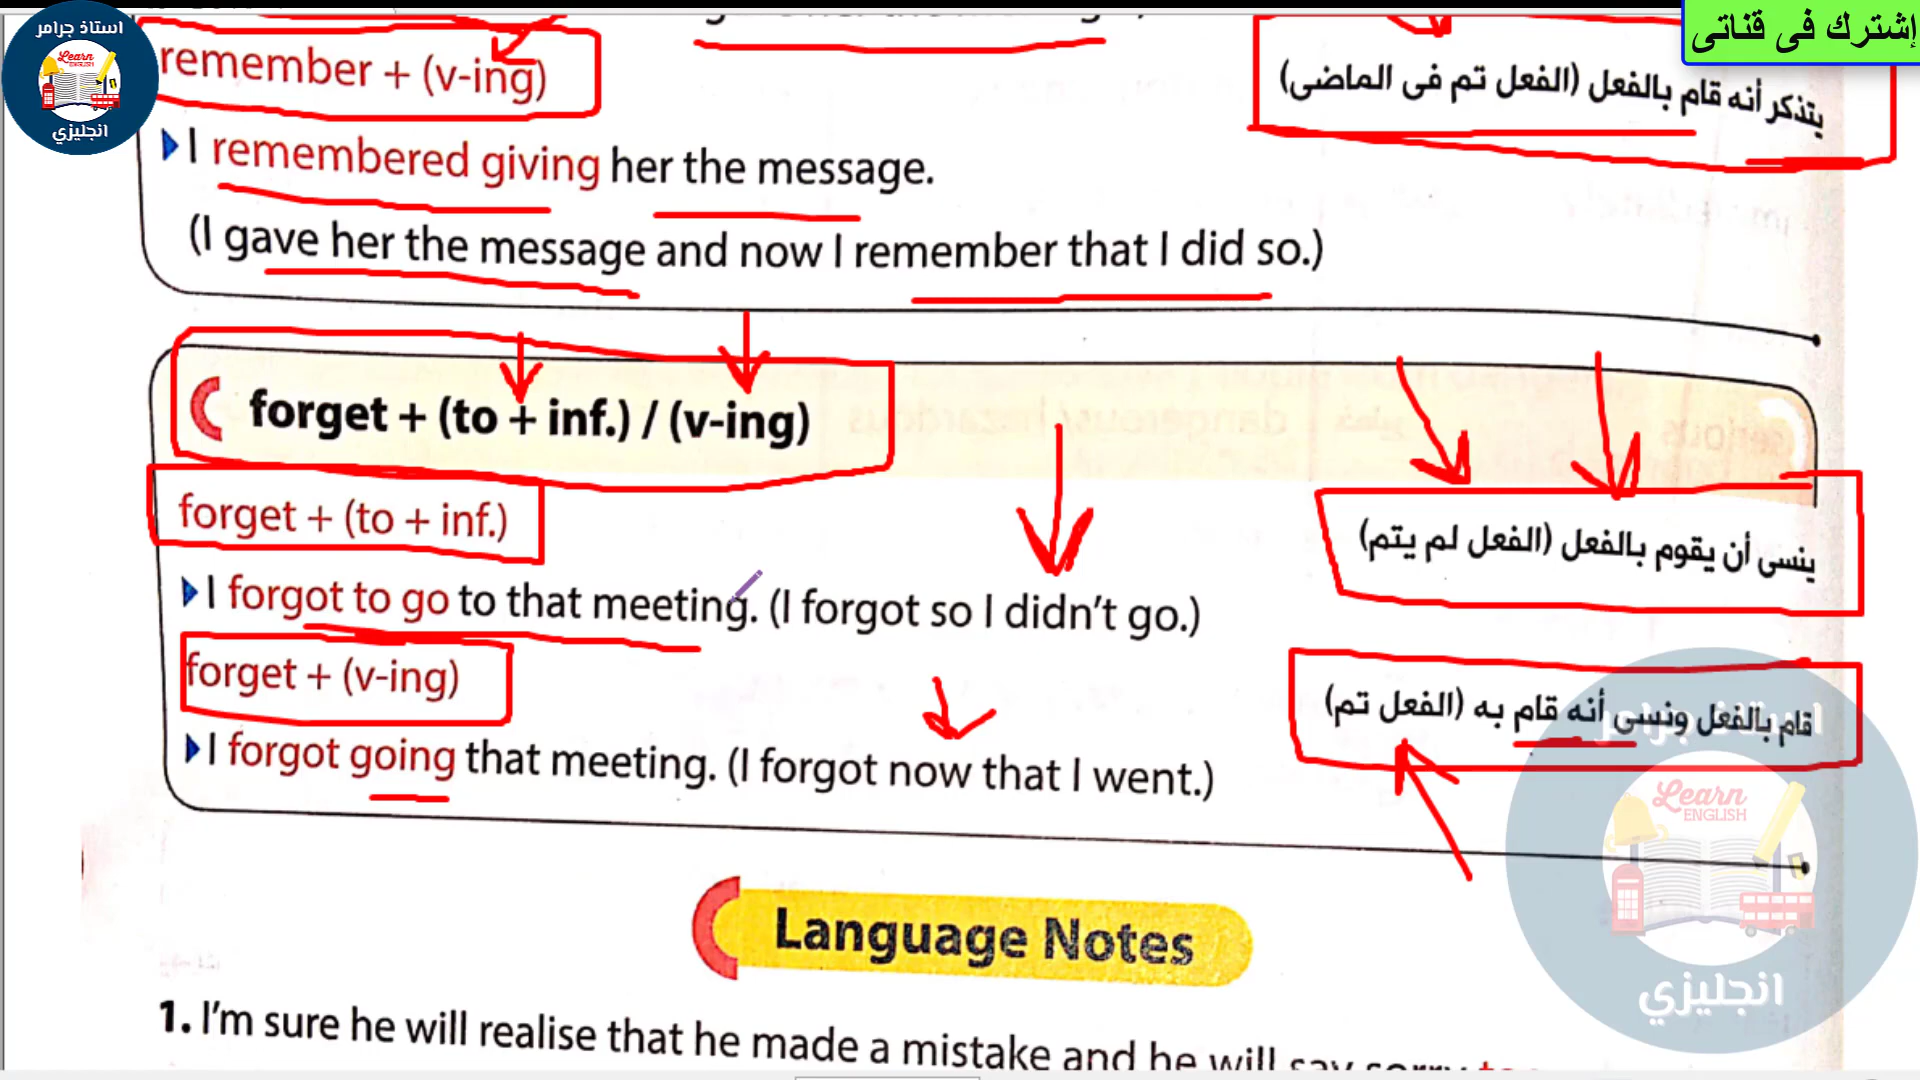 استاذ جرامر
Learn
ENGLISH
انجليزي
إشترك فى قناتى
remember + (v-ing)
يتذكر أنه قام بالفعل (الفعل تم فى الماضى)
I remembered giving her the message.
(I gave her the message and now I remember that I did so.)
forget + (to + inf.) / (v-ing)
forget + (to + inf.)
ينسى أن يقوم بالفعل (الفعل لم يتم)
I forgot to go to that meeting. (I forgot so I didn't go.)
forget + (v-ing)
قام بالفعل ونسى أنه قام به (الفعل تم)
I forgot going that meeting. (I forgot now that I went.)
Learn
ENGLISH
انجليزي
Language Notes
1. I'm sure he will realise that he made a mistake and he will say sorry